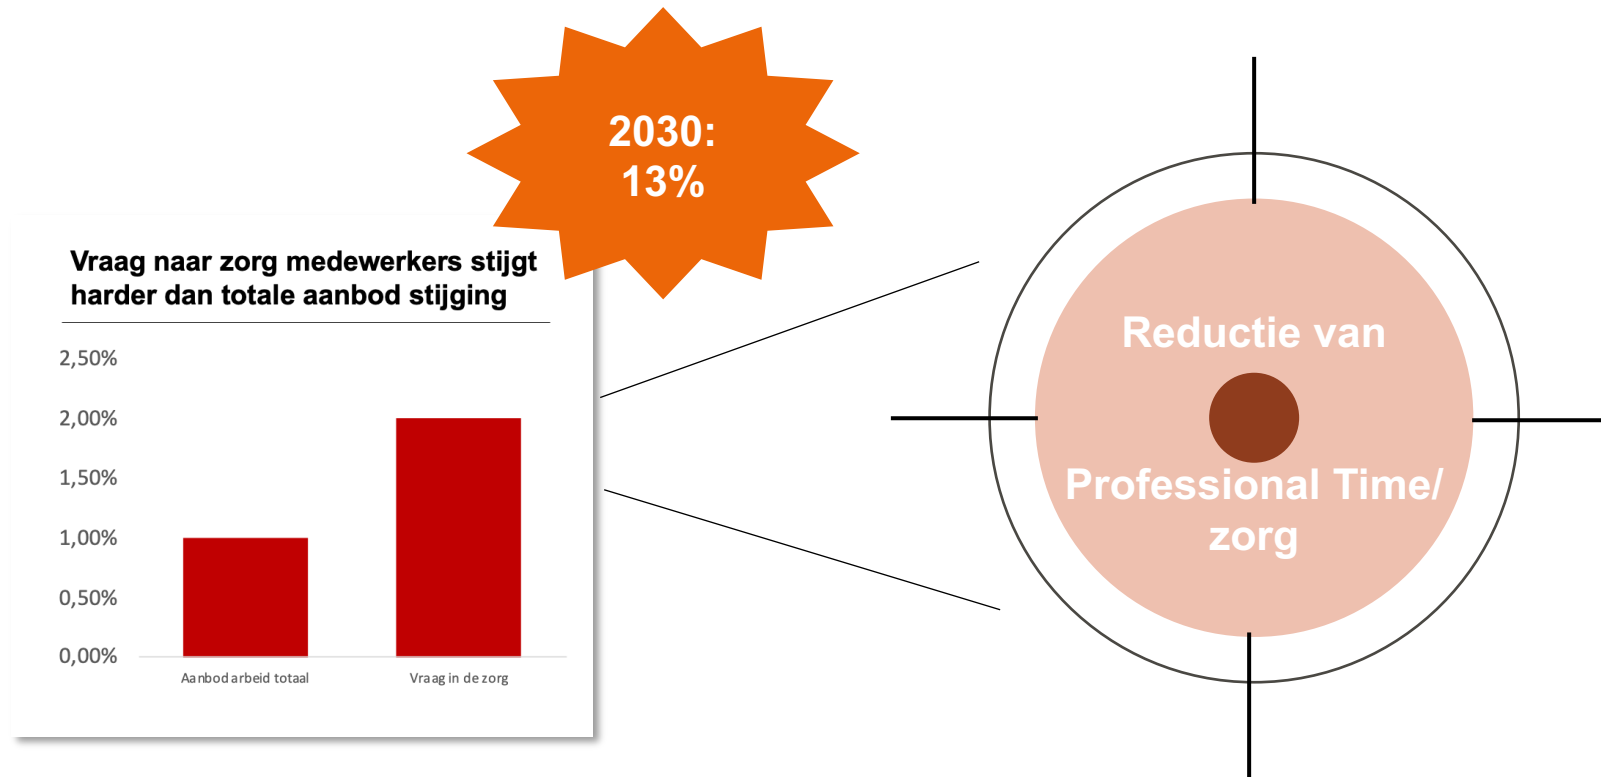 2030:
13%
Vraag naar zorg medewerkers stijgt
harder dan totale aanbod stijging
2,50%
2,00%
1,50%
1,00%
0,50%
0,00%
Aanbod arbeid totaal
Vraag in de zorg
Reductie van
Professional Time/
zorg